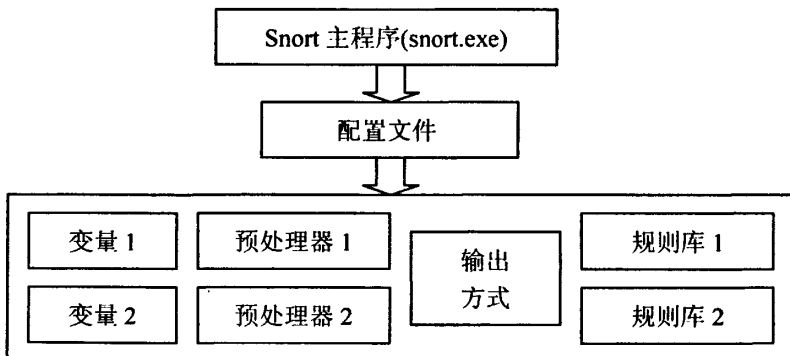 Snort 主程序(snort.exe)
配置文件
变量 1
预处理器 1
输出
方式
规则库 1
变量 2
预处理器 2
规则库 2